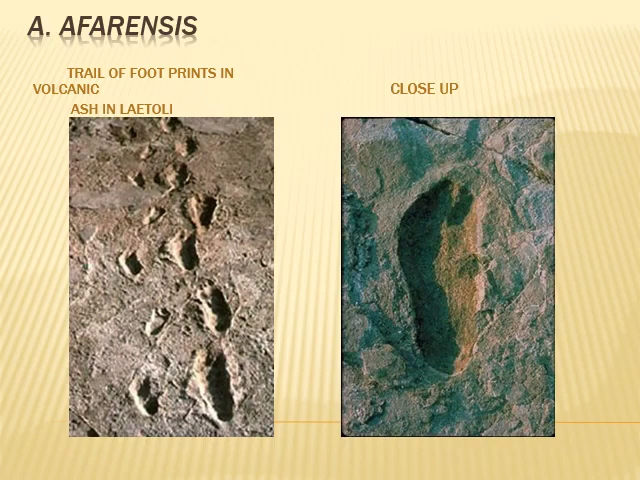 A. AFARENSIS
TRAIL OF FOOT PRINTS IN
VOLCANIC
ASH IN LAETOLI
CLOSE UP